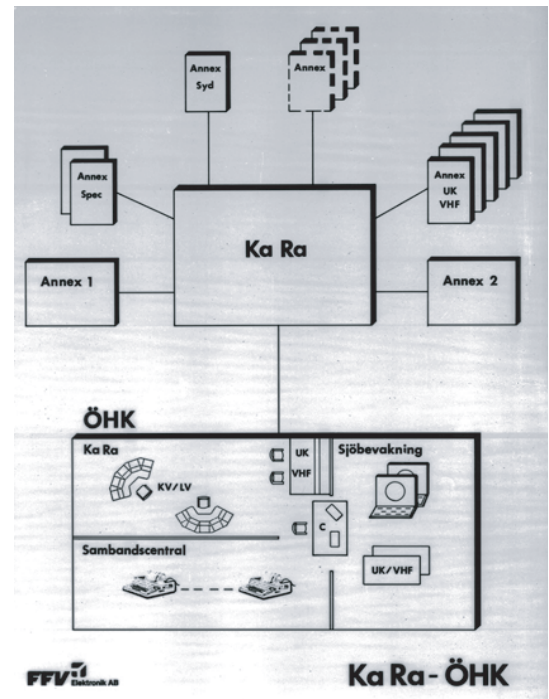 Annex
Syd
Annex
Annex
Spec
Annex
UK
VHF
Ka Ra
Annex 1
Annex 2
ÖHK
Ka Ra
KV/LV
UK
VHF
Sjöbevakning
C
Sambandscentral
UK/VHF
FFV
Elektronik AB
Ka Ra - ÖHK